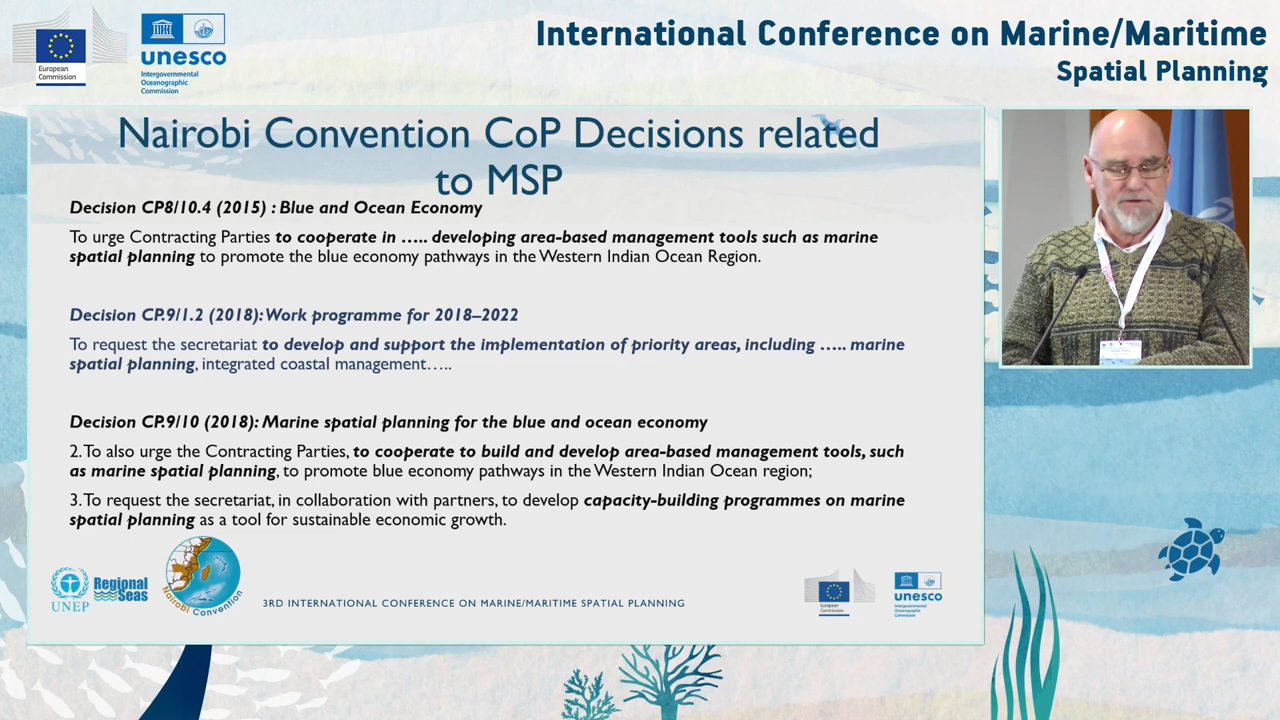 European
Commission
unesco
Intergovernmental
Oceanographic
Commission
International Conference on Marine/Maritime
Spatial Planning
Nairobi Convention CoP Decisions related
to MSP
Decision CP8/10.4 (2015) : Blue and Ocean Economy
To urge Contracting Parties to cooperate in ….. developing area-based management tools such as marine
spatial planning to promote the blue economy pathways in the Western Indian Ocean Region.
Decision CP.9/1.2 (2018): Work programme for 2018–2022
To request the secretariat to develop and support the implementation of priority areas, including ….. marine
spatial planning, integrated coastal management…..
Decision CP.9/10 (2018): Marine spatial planning for the blue and ocean economy
2. To also urge the Contracting Parties, to cooperate to build and develop area-based management tools, such
as marine spatial planning, to promote blue economy pathways in the Western Indian Ocean region;
3. To request the secretariat, in collaboration with partners, to develop capacity-building programmes on marine
spatial planning as a tool for sustainable economic growth.
UNEP
Regional
Seas
Nairobi Convention
3RD INTERNATIONAL CONFERENCE ON MARINE/MARITIME SPATIAL PLANNING
European
Commission
unesco
Intergovernmental
Oceanographic
Commission